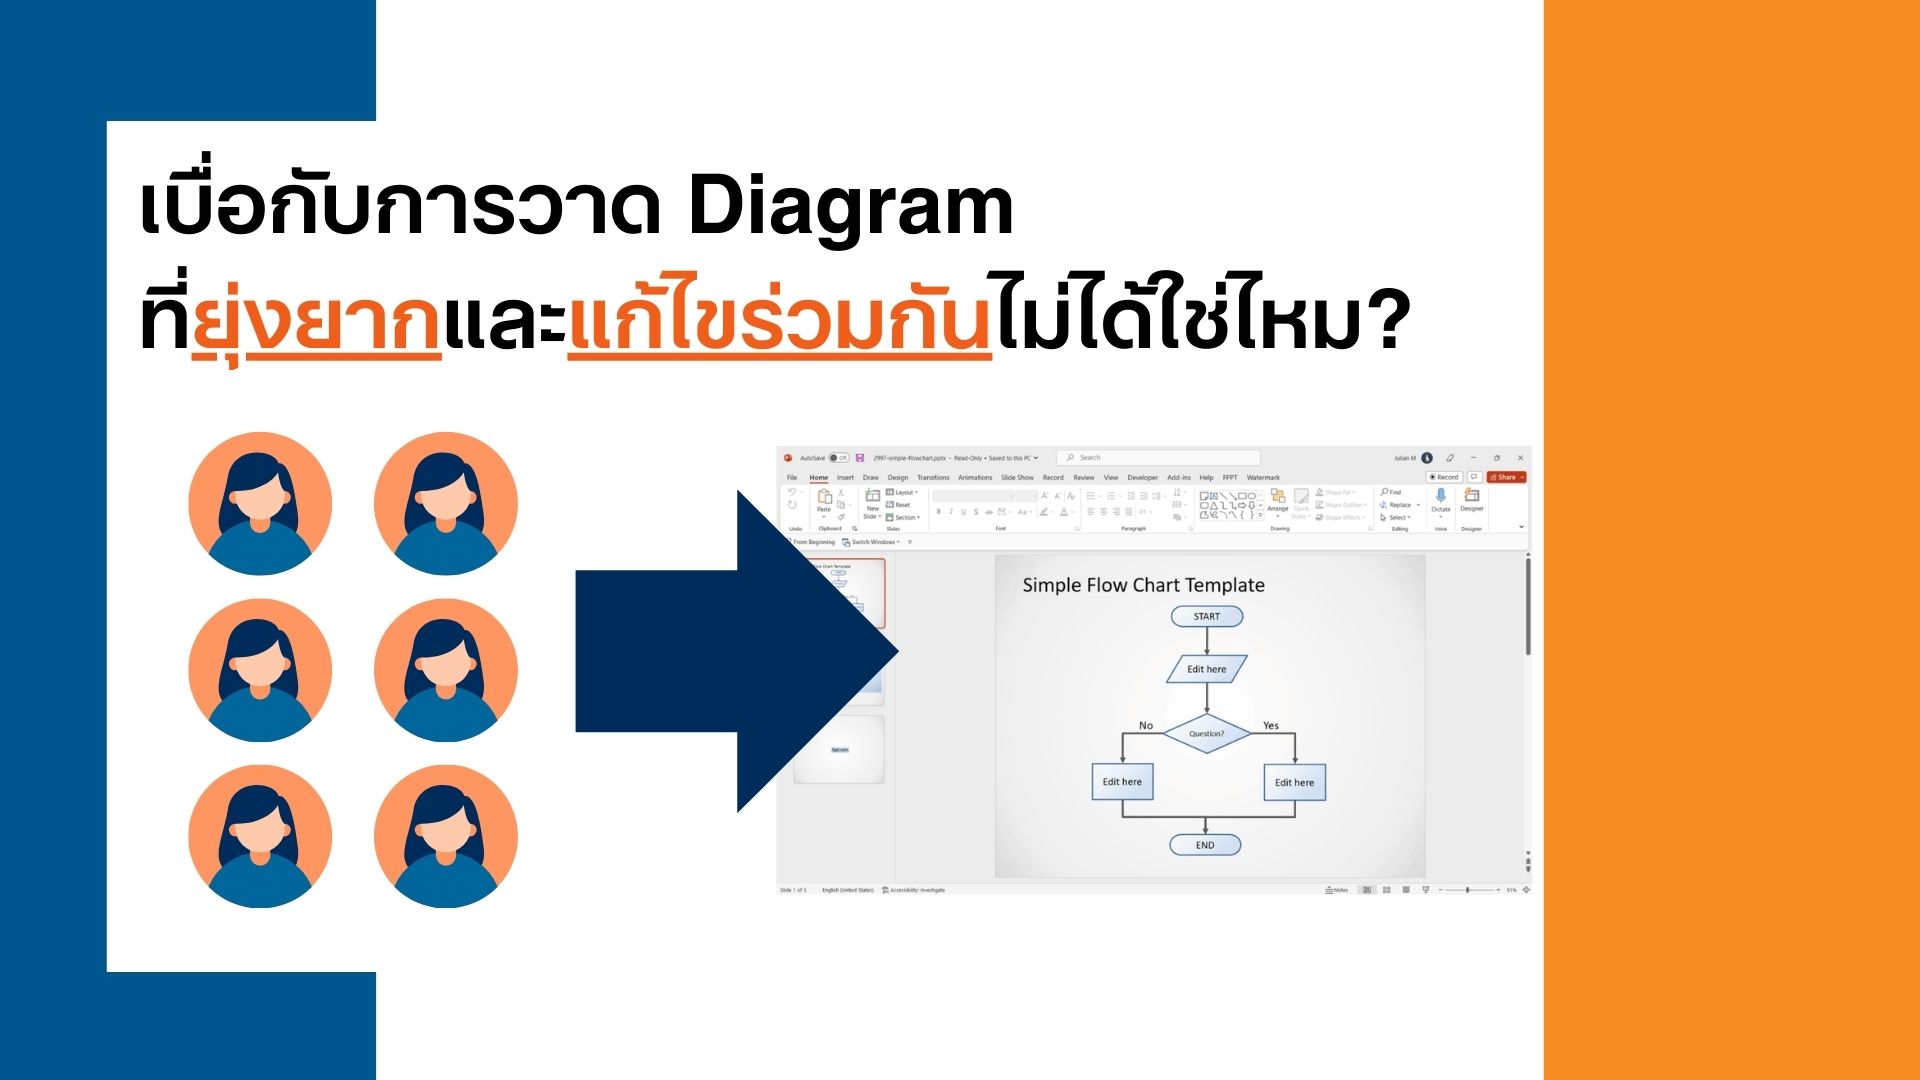 เบื่อกับการวาด Diagram
ที่ยุ่งยากและแก้ไขร่วมกันไม่ได้ใช่ไหม?
AutoSave Off 2997-simple-flowchart.pptx - Read-Only • Saved to this PC Search Julian M
File Home Insert Draw Design Transitions Animations Slide Show Record Review View Developer Add-ins Help FPPT Watermark Record Share
Paste New Slide Layout Reset Section Arrange Quick Styles Shape Fill Shape Outline Shape Effects Find Replace Select Dictate Designer
Undo Clipboard Slides Font Paragraph Drawing Editing Voice Designer
From Beginning Switch Windows
Simple Flow Chart Template
START
Edit here
No Yes
Question?
Edit here Edit here
END
Slide 1 of 3 English (United States) Accessibility: Investigate Notes 91%